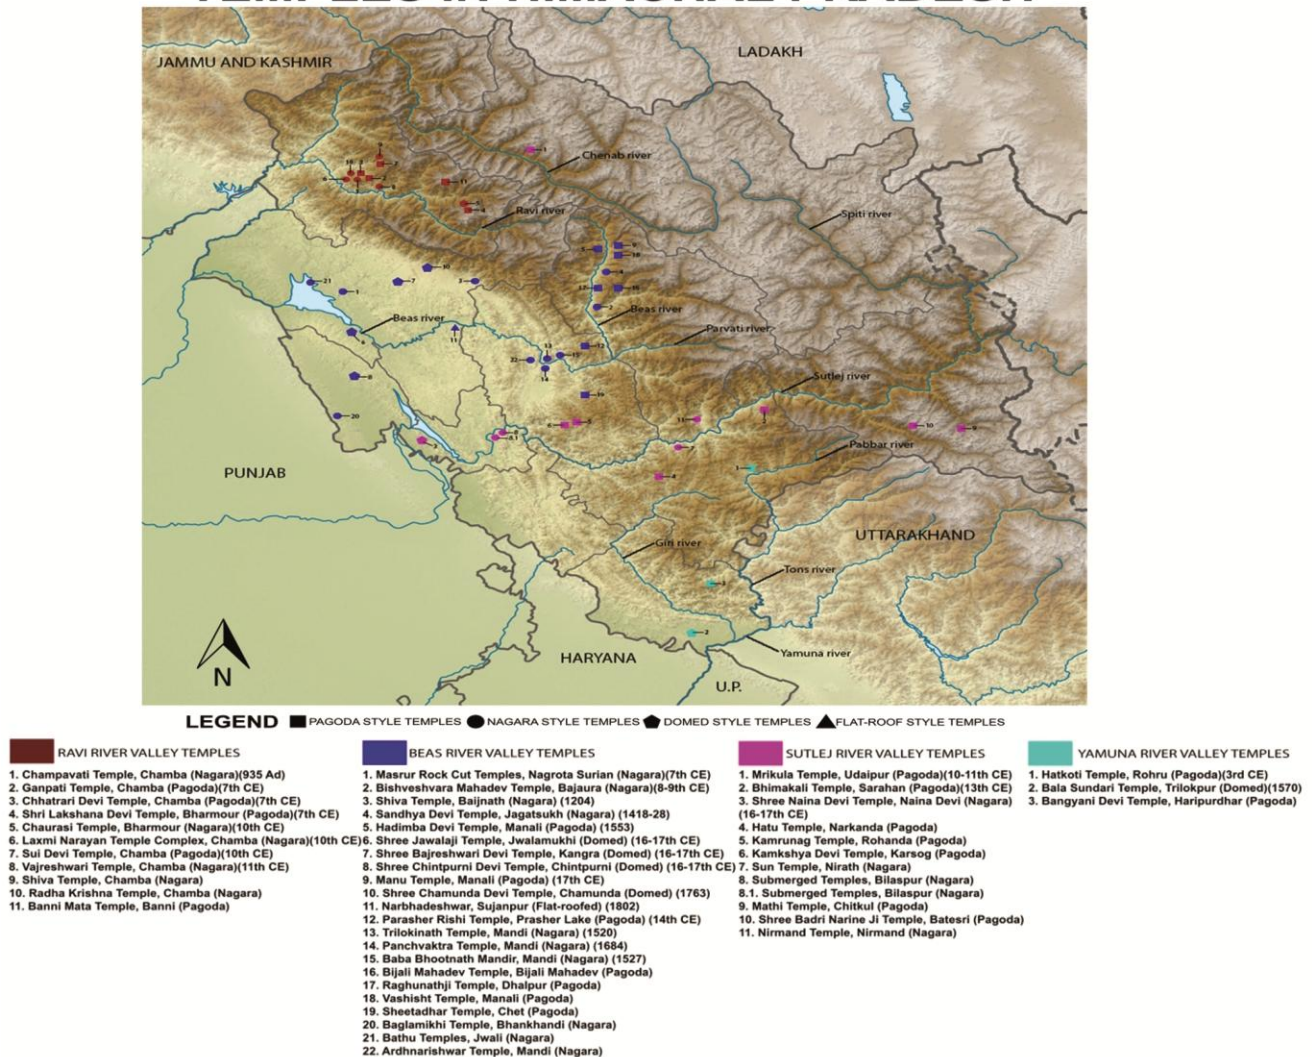 JAMMU AND KASHMIR
LADAKH
Chenab river
Ravi river
Spiti river
Beas river
Beas river
Parvati river
Sutlej river
Pabbar river
PUNJAB
UTTARAKHAND
Giri river
Tons river
Yamuna river
HARYANA
U.P.
N
LEGEND PAGODA STYLE TEMPLES NAGARA STYLE TEMPLES DOMED STYLE TEMPLES FLAT-ROOF STYLE TEMPLES
RAVI RIVER VALLEY TEMPLES
1. Champavati Temple, Chamba (Nagara)(935 Ad)
2. Ganpati Temple, Chamba (Pagoda)(7th CE)
3. Chhatrari Devi Temple, Chamba (Pagoda)(7th CE)
4. Shri Lakshana Devi Temple, Bharmour (Pagoda)(7th CE)
5. Chaurasi Temple, Bharmour (Nagara)(10th CE)
6. Laxmi Narayan Temple Complex, Chamba (Nagara)(10th CE)
7. Sui Devi Temple, Chamba (Pagoda)(10th CE)
8. Vajreshwari Temple, Chamba (Nagara)(11th CE)
9. Shiva Temple, Chamba (Nagara)
10. Radha Krishna Temple, Chamba (Nagara)
11. Banni Mata Temple, Banni (Pagoda)
BEAS RIVER VALLEY TEMPLES
1. Masrur Rock Cut Temples, Nagrota Surian (Nagara)(7th CE)
2. Bishveshvara Mahadev Temple, Bajaura (Nagara)(8-9th CE)
3. Shiva Temple, Baijnath (Nagara) (1204)
4. Sandhya Devi Temple, Jagatsukh (Nagara) (1418-28)
5. Hadimba Devi Temple, Manali (Pagoda) (1553)
6. Shree Jawalaji Temple, Jwalamukhi (Domed) (16-17th CE)
7. Shree Bajreshwari Devi Temple, Kangra (Domed) (16-17th CE)
8. Shree Chintpurni Devi Temple, Chintpurni (Domed) (16-17th CE)
9. Manu Temple, Manali (Pagoda) (17th CE)
10. Shree Chamunda Devi Temple, Chamunda (Domed) (1763)
11. Narbhadeshwar, Sujanpur (Flat-roofed) (1802)
12. Parasher Rishi Temple, Prasher Lake (Pagoda) (14th CE)
13. Trilokinath Temple, Mandi (Nagara) (1520)
14. Panchvaktra Temple, Mandi (Nagara) (1684)
15. Baba Bhootnath Mandir, Mandi (Nagara) (1527)
16. Bijali Mahadev Temple, Bijali Mahadev (Pagoda)
17. Raghunathji Temple, Dhalpur (Pagoda)
18. Vashisht Temple, Manali (Pagoda)
19. Sheetadhar Temple, Chet (Pagoda)
20. Baglamikhi Temple, Bhankhandi (Nagara)
21. Bathu Temples, Jwali (Nagara)
22. Ardhnarishwar Temple, Mandi (Nagara)
SUTLEJ RIVER VALLEY TEMPLES
1. Mrikula Temple, Udaipur (Pagoda)(10-11th CE)
2. Bhimakali Temple, Sarahan (Pagoda)(13th CE)
3. Shree Naina Devi Temple, Naina Devi (Nagara)
(16-17th CE)
4. Hatu Temple, Narkanda (Pagoda)
5. Kamrunag Temple, Rohanda (Pagoda)
6. Kamkshya Devi Temple, Karsog (Pagoda)
7. Sun Temple, Nirath (Nagara)
8. Submerged Temples, Bilaspur (Nagara)
8.1. Submerged Temples, Bilaspur (Nagara)
9. Mathi Temple, Chitkul (Pagoda)
10. Shree Badri Narine Ji Temple, Batesri (Pagoda)
11. Nirmand Temple, Nirmand (Nagara)
YAMUNA RIVER VALLEY TEMPLES
1. Hatkoti Temple, Rohru (Pagoda)(3rd CE)
2. Bala Sundari Temple, Trilokpur (Domed)(1570)
3. Bangyani Devi Temple, Haripurdhar (Pagoda)